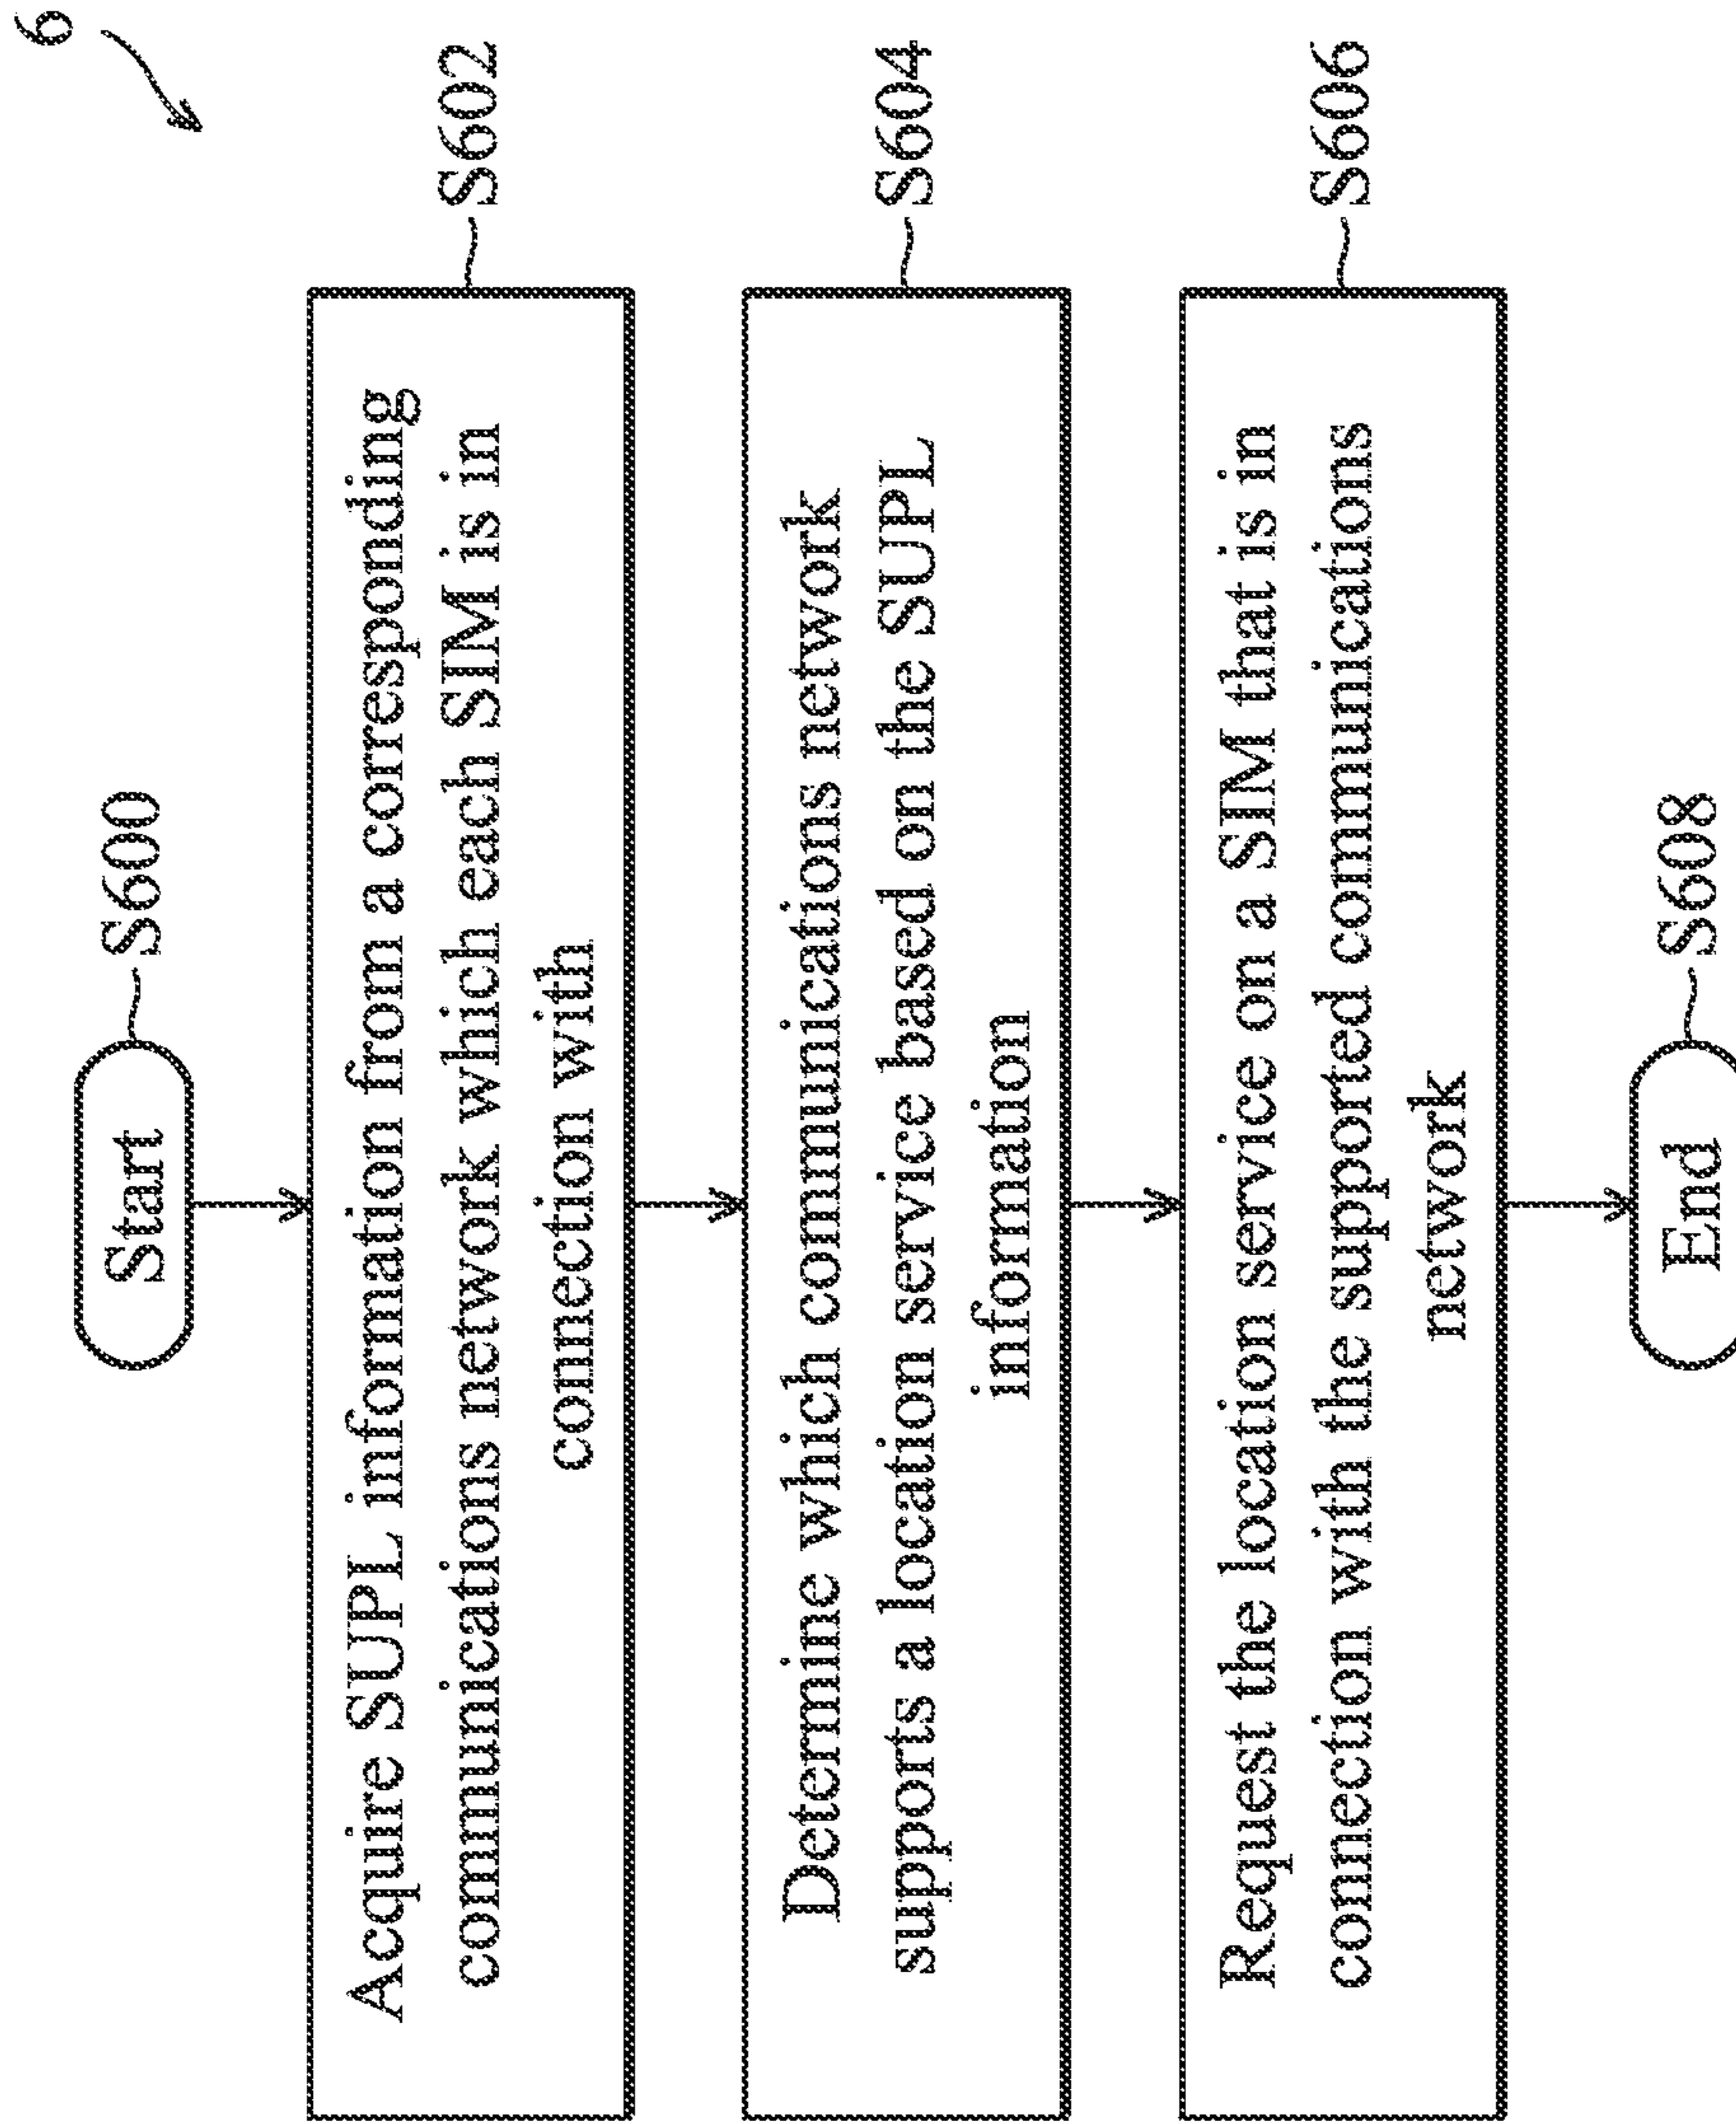 6
Start
S600
Acquire SUPL information from a corresponding
communications network which each SIM is in
connection with
S602
Determine which communications network
supports a location service based on the SUPL
information
S604
Request the location service on a SIM that is in
connection with the supported communications
network
S606
End
S608